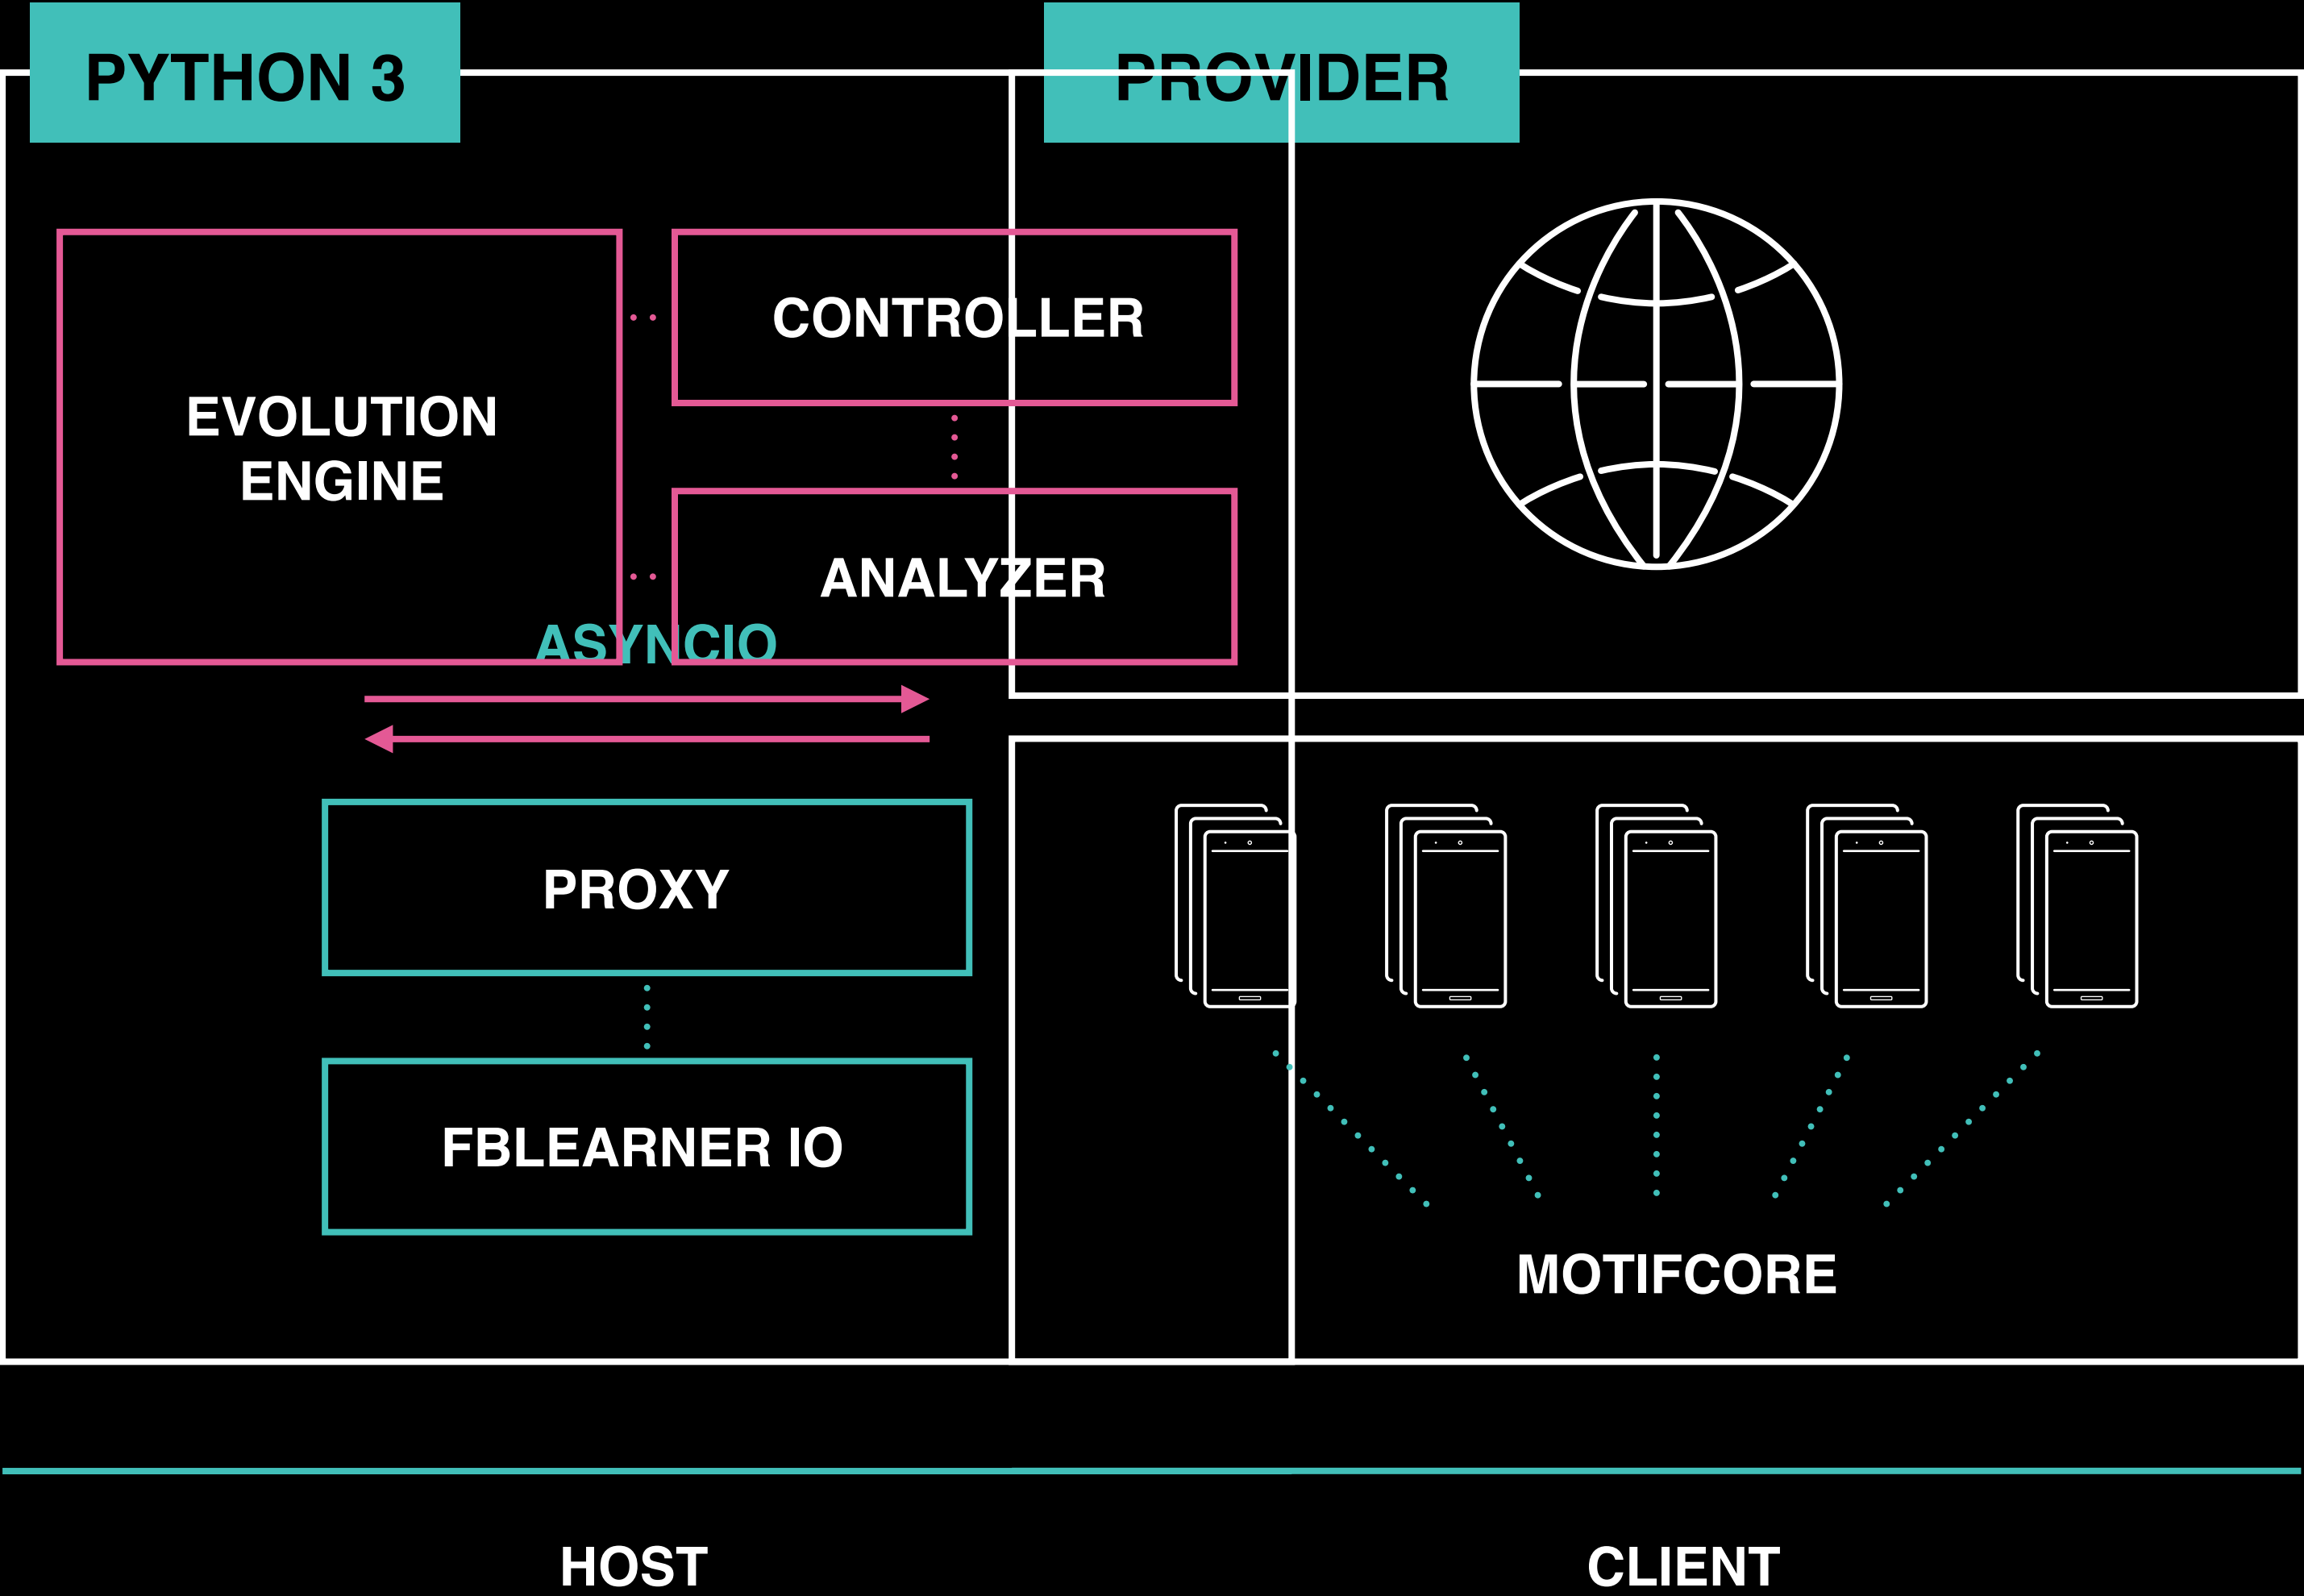 PYTHON 3
PROVIDER
EVOLUTION
ENGINE
CONTROLLER
ANALYZER
ASYNCIO
PROXY
FBLEARNER IO
MOTIFCORE
HOST
CLIENT